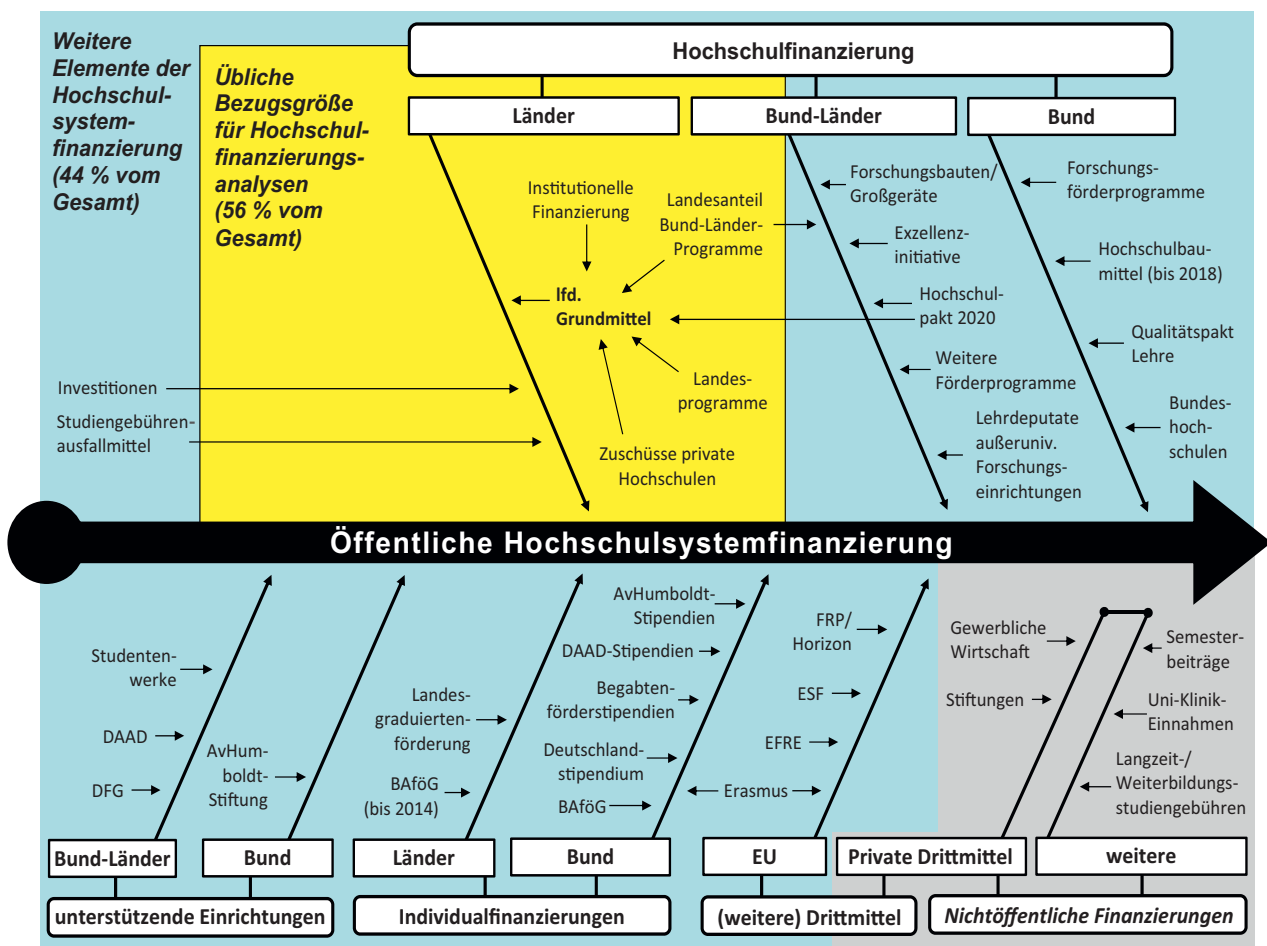 Weitere
Elemente der
Hochschul-
system-
finanzierung
(44 % vom
Gesamt)
Übliche
Bezugsgröße
für Hochschul-
finanzierungs-
analysen
(56 % vom
Gesamt)
Hochschulfinanzierung
Länder
Bund-Länder
Bund
Institutionelle
Finanzierung
Landesanteil
Bund-Länder-
Programme
lfd.
Grundmittel
Landes-
programme
Zuschüsse private
Hochschulen
Investitionen
Studiengebühren-
ausfallmittel
Forschungsbauten/
Großgeräte
Exzellenz-
initiative
Hochschul-
pakt 2020
Weitere
Förderprogramme
Lehrdeputate
außeruniv.
Forschungs-
einrichtungen
Forschungs-
förderprogramme
Hochschulbau-
mittel (bis 2018)
Qualitätspakt
Lehre
Bundes-
hoch-
schulen
Öffentliche Hochschulsystemfinanzierung
Studenten-
werke
DAAD
DFG
AvHum-
boldt-
Stiftung
Landes-
graduierten-
förderung
BAföG
(bis 2014)
AvHumboldt-
Stipendien
DAAD-Stipendien
Begabten-
förderstipendien
Deutschland-
stipendium
BAföG
Erasmus
FRP/
Horizon
ESF
EFRE
Gewerbliche
Wirtschaft
Stiftungen
Semester-
beiträge
Uni-Klinik-
Einnahmen
Langzeit-/
Weiterbildungs-
studiengebühren
Bund-Länder
Bund
Länder
Bund
EU
Private Drittmittel
weitere
unterstützende Einrichtungen
Individualfinanzierungen
(weitere) Drittmittel
Nichtöffentliche Finanzierungen